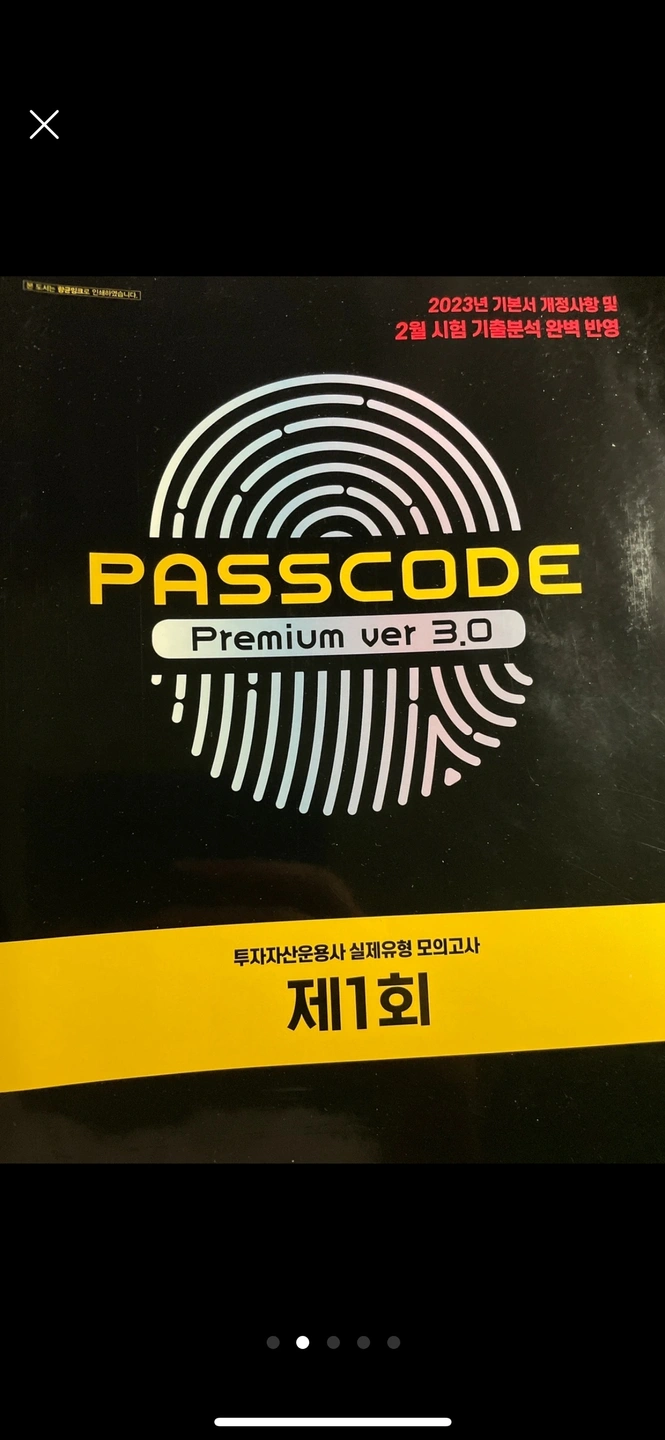 본 도서는 항균잉크로 인쇄하였습니다.
2023년 기본서 개정사항 및
2월 시험 기출분석 완벽 반영
PASSCODE
Premium ver 3.0
투자자산운용사 실제유형 모의고사
제1회